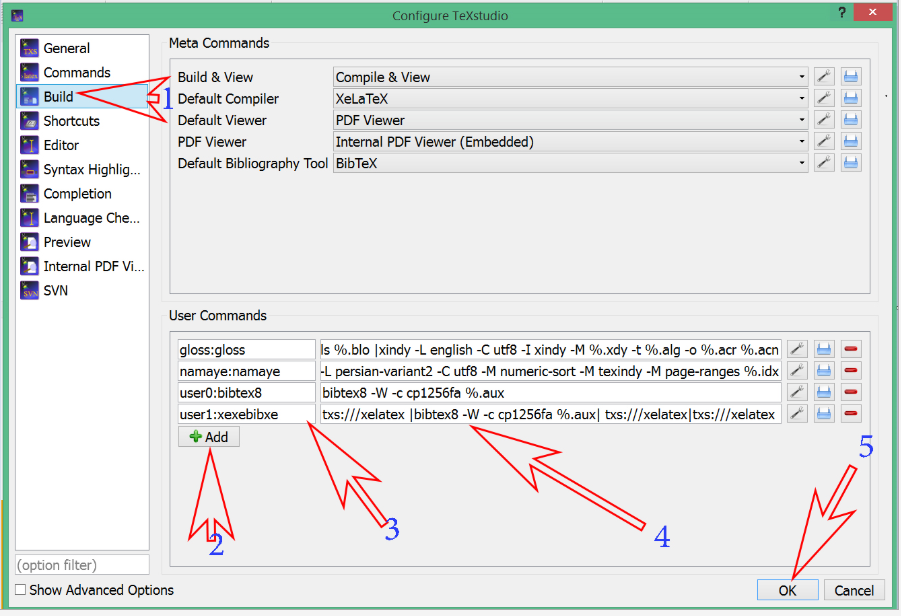 Configure TeXstudio
?
General
Commands
Build
Shortcuts
Editor
Syntax Highlig...
Completion
Language Che...
Preview
Internal PDF Vi...
SVN
(option filter)
Show Advanced Options
Meta Commands
Build & View Compile & View
Default Compiler XeLaTeX
Default Viewer PDF Viewer
PDF Viewer Internal PDF Viewer (Embedded)
Default Bibliography Tool BibTeX
User Commands
gloss:gloss ls %.blo |xindy -L english -C utf8 -I xindy -M %.xdy -t %.alg -o %.acr %.acn
namaye:namaye -L persian-variant2 -C utf8 -M numeric-sort -M texindy -M page-ranges %.idx
user0:bibtex8 bibtex8 -W -c cp1256fa %.aux
user1:xexebibxe txs:///xelatex |bibtex8 -W -c cp1256fa %.aux| txs:///xelatex|txs:///xelatex
Add
1
2
3
4
5
OK Cancel